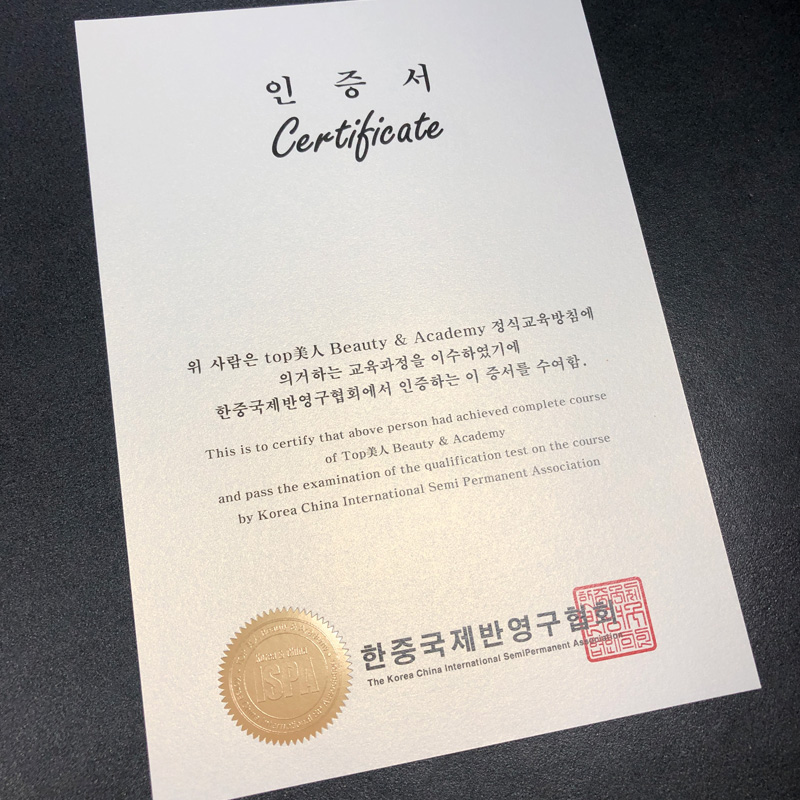 인 증 서
Certificate
위 사람은 top美人 Beauty & Academy 정식교육방침에
의거하는 교육과정을 이수하였기에
한중국제반영구협회에서 인증하는 이 증서를 수여함.
This is to certify that above person had achieved complete course
of Top美人 Beauty & Academy
and pass the examination of the qualification test on the course
by Korea China International Semi Permanent Association
ISPA
한중국제반영구협회
The Korea China International SemiPermanent Association